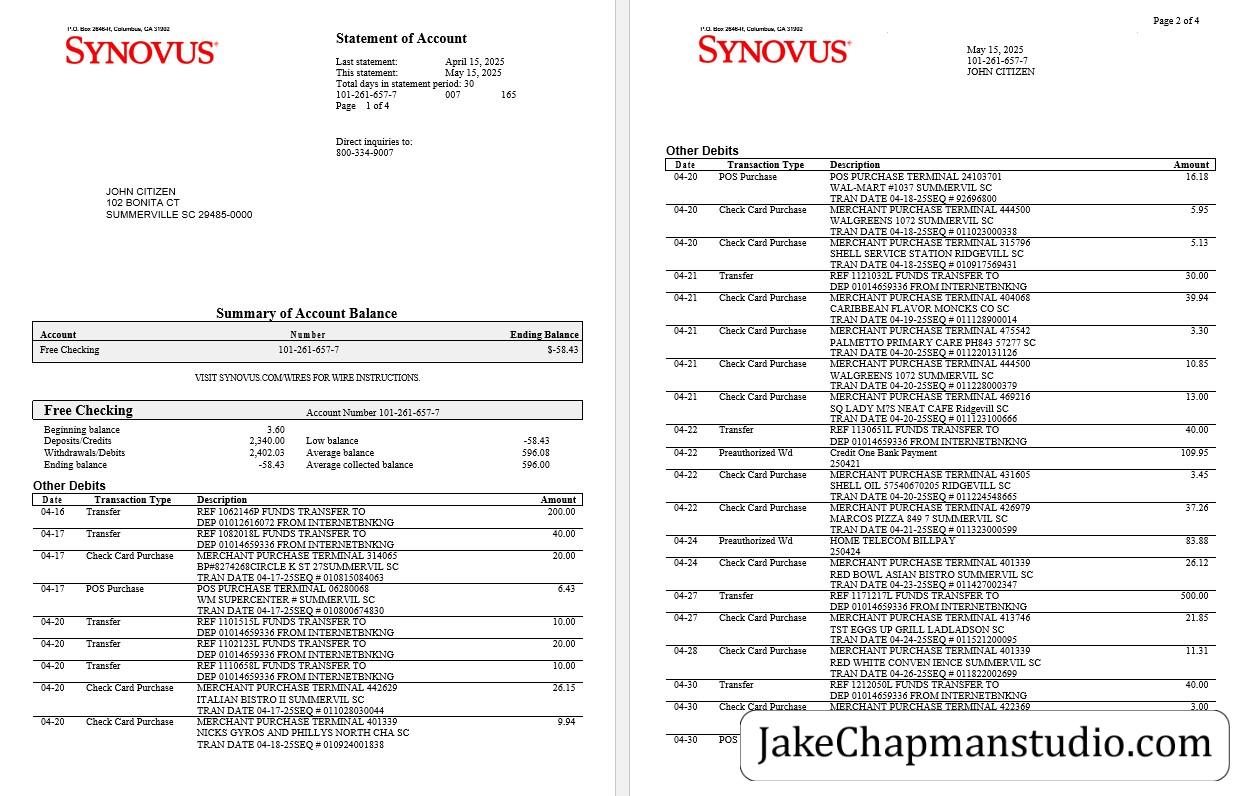 P.O. Box 2646-R, Columbus, GA 31902
SYNOVUS®
Statement of Account
Last statement: April 15, 2025
This statement: May 15, 2025
Total days in statement period: 30
101-261-657-7 007 165
Page 1 of 4
Direct inquiries to:
800-334-9007
JOHN CITIZEN
102 BONITA CT
SUMMERVILLE SC 29485-0000
Summary of Account Balance
Account Number Ending Balance
Free Checking 101-261-657-7 $-58.43
VISIT SYNOVUS.COM/WIRES FOR WIRE INSTRUCTIONS.
Free Checking Account Number 101-261-657-7
Beginning balance 3.60
Deposits/Credits 2,340.00 Low balance -58.43
Withdrawals/Debits 2,402.03 Average balance 596.08
Ending balance -58.43 Average collected balance 596.00
Other Debits
Date Transaction Type Description Amount
04-16 Transfer REF 1062146P FUNDS TRANSFER TO 200.00
DEP 01012616072 FROM INTERNETBNKNG
04-17 Transfer REF 1082018L FUNDS TRANSFER TO 40.00
DEP 01014659336 FROM INTERNETBNKNG
04-17 Check Card Purchase MERCHANT PURCHASE TERMINAL 314065 20.00
BP#8274268CIRCLE K ST 27SUMMERVIL SC
TRAN DATE 04-17-25SEQ # 010815084063
04-17 POS Purchase POS PURCHASE TERMINAL 06280068 6.43
WM SUPERCENTER # SUMMERVIL SC
TRAN DATE 04-17-25SEQ # 010800674830
04-20 Transfer REF 1101515L FUNDS TRANSFER TO 10.00
DEP 01014659336 FROM INTERNETBNKNG
04-20 Transfer REF 1102123L FUNDS TRANSFER TO 20.00
DEP 01014659336 FROM INTERNETBNKNG
04-20 Transfer REF 1110658L FUNDS TRANSFER TO 10.00
DEP 01014659336 FROM INTERNETBNKNG
04-20 Check Card Purchase MERCHANT PURCHASE TERMINAL 442629 26.15
ITALIAN BISTRO II SUMMERVIL SC
TRAN DATE 04-17-25SEQ # 011028030044
04-20 Check Card Purchase MERCHANT PURCHASE TERMINAL 401339 9.94
NICKS GYROS AND PHILLYS NORTH CHA SC
TRAN DATE 04-18-25SEQ # 010924001838
Page 2 of 4
P.O. Box 2646-R, Columbus, GA 31902
SYNOVUS®
May 15, 2025
101-261-657-7
JOHN CITIZEN
Other Debits
Date Transaction Type Description Amount
04-20 POS Purchase POS PURCHASE TERMINAL 24103701 16.18
WAL-MART #1037 SUMMERVIL SC
TRAN DATE 04-18-25SEQ # 92696800
04-20 Check Card Purchase MERCHANT PURCHASE TERMINAL 444500 5.95
WALGREENS 1072 SUMMERVIL SC
TRAN DATE 04-18-25SEQ # 011023000338
04-20 Check Card Purchase MERCHANT PURCHASE TERMINAL 315796 5.13
SHELL SERVICE STATION RIDGEVILL SC
TRAN DATE 04-18-25SEQ # 010917569431
04-21 Transfer REF 1121032L FUNDS TRANSFER TO 30.00
DEP 01014659336 FROM INTERNETBNKNG
04-21 Check Card Purchase MERCHANT PURCHASE TERMINAL 404068 39.94
CARIBBEAN FLAVOR MONCKS CO SC
TRAN DATE 04-19-25SEQ # 011128900014
04-21 Check Card Purchase MERCHANT PURCHASE TERMINAL 475542 3.30
PALMETTO PRIMARY CARE PH843 57277 SC
TRAN DATE 04-20-25SEQ # 011220131126
04-21 Check Card Purchase MERCHANT PURCHASE TERMINAL 444500 10.85
WALGREENS 1072 SUMMERVIL SC
TRAN DATE 04-20-25SEQ # 011228000379
04-21 Check Card Purchase MERCHANT PURCHASE TERMINAL 469216 13.00
SQ LADY M7S NEAT CAFE Ridgevill SC
TRAN DATE 04-20-25SEQ # 011123100666
04-22 Transfer REF 1130651L FUNDS TRANSFER TO 40.00
DEP 01014659336 FROM INTERNETBNKNG
04-22 Preauthorized Wd Credit One Bank Payment 109.95
250421
04-22 Check Card Purchase MERCHANT PURCHASE TERMINAL 431605 3.45
SHELL OIL 57540670205 RIDGEVILL SC
TRAN DATE 04-20-25SEQ # 011224548665
04-22 Check Card Purchase MERCHANT PURCHASE TERMINAL 426979 37.26
MARCOS PIZZA 849 7 SUMMERVIL SC
TRAN DATE 04-21-25SEQ # 011323000599
04-24 Preauthorized Wd HOME TELECOM BILLPAY 83.88
250424
04-24 Check Card Purchase MERCHANT PURCHASE TERMINAL 401339 26.12
RED BOWL ASIAN BISTRO SUMMERVIL SC
TRAN DATE 04-23-25SEQ # 011427002347
04-27 Transfer REF 1171217L FUNDS TRANSFER TO 500.00
DEP 01014659336 FROM INTERNETBNKNG
04-27 Check Card Purchase MERCHANT PURCHASE TERMINAL 413746 21.85
TST EGGS UP GRILL LADLADSON SC
TRAN DATE 04-24-25SEQ # 011521200095
04-28 Check Card Purchase MERCHANT PURCHASE TERMINAL 401339 11.31
RED WHITE CONVEN IENCE SUMMERVIL SC
TRAN DATE 04-26-25SEQ # 011822002699
04-30 Transfer REF 1212050L FUNDS TRANSFER TO 40.00
DEP 01014659336 FROM INTERNETBNKNG
04-30 Check Card Purchase MERCHANT PURCHASE TERMINAL 422369 3.00
04-30 POS
JakeChapmanstudio.com